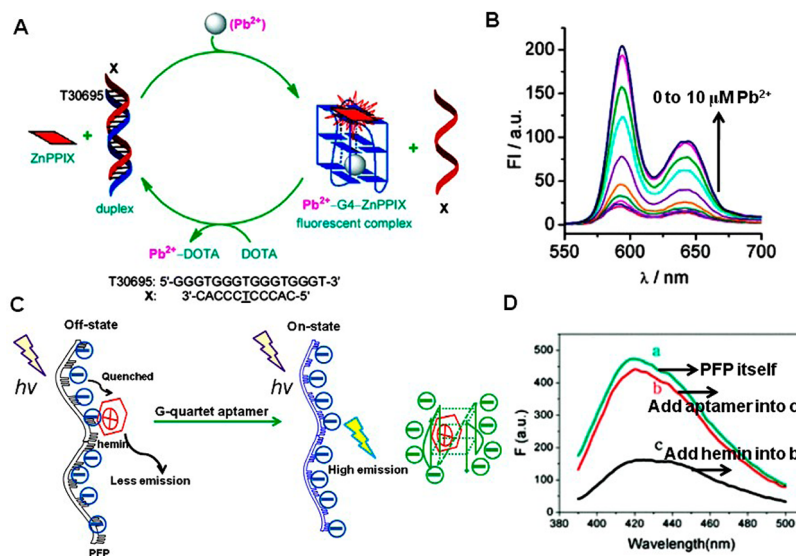 A
(Pb²⁺)
X
T30695
ZnPPIX
duplex
Pb²⁺–G4–ZnPPIX
fluorescent complex
X
Pb²⁺–DOTA
DOTA
T30695: 5'-GGGTGGGTGGGTGGGT-3'
X: 3'-CACCCTCCCAC-5'
B
FI / a.u.
200
150
100
50
0
0 to 10 µM Pb²⁺
550 600 650 700
λ / nm
C
Off-state
On-state
hv
Quenched
hemin
Less emission
PFP
G-quartet aptamer
hv
High emission
D
F (a.u.)
500
400
300
200
100
0
a
PFP itself
b
Add aptamer into c
c
Add hemin into b
380 400 420 440 460 480 500
Wavelength(nm)